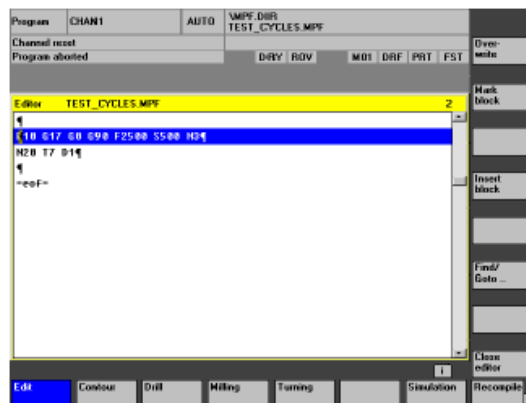 Program CHAN1 AUTO \MPF.DIR
TEST_CYCLES.MPF
Channel reset
Program aborted DRY ROV M01 DRF PRT FST
Over-
write
Mark
block
Editor TEST_CYCLES.MPF 2
¶
N10 G17 G0 G90 F2500 S500 M3¶
N20 T7 D1¶
¶
=eof=
Insert
block
Find/
Goto ...
Close
editor
i
Edit Contour Drill Milling Turning Simulation Recompile